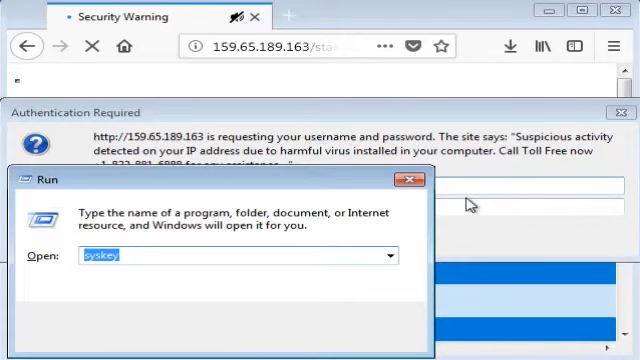 Security Warning
159.65.189.163/sta
Authentication Required
http://159.65.189.163 is requesting your username and password. The site says: "Suspicious activity
detected on your IP address due to harmful virus installed in your computer. Call Toll Free now
for any assistance..."
Run
Type the name of a program, folder, document, or Internet
resource, and Windows will open it for you.
Open: syskey